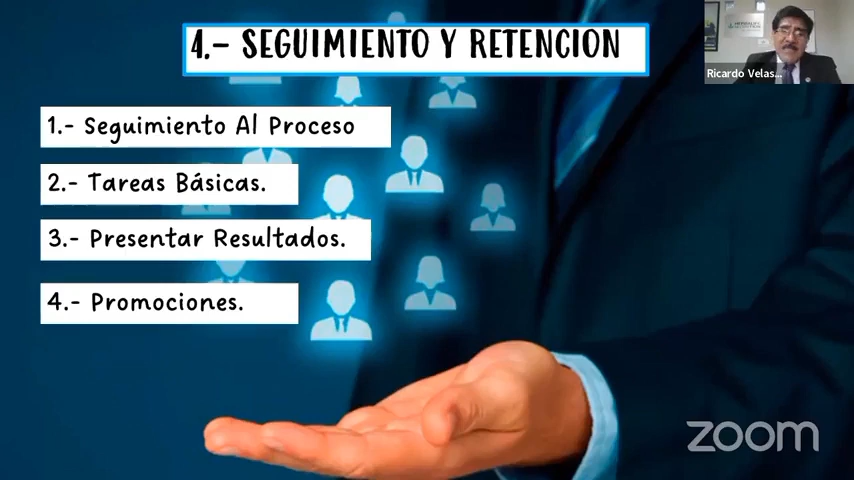 4.- SEGUIMIENTO Y RETENCION
Ricardo Velas...
1.- Seguimiento Al Proceso
2.- Tareas Básicas.
3.- Presentar Resultados.
4.- Promociones.
zoom